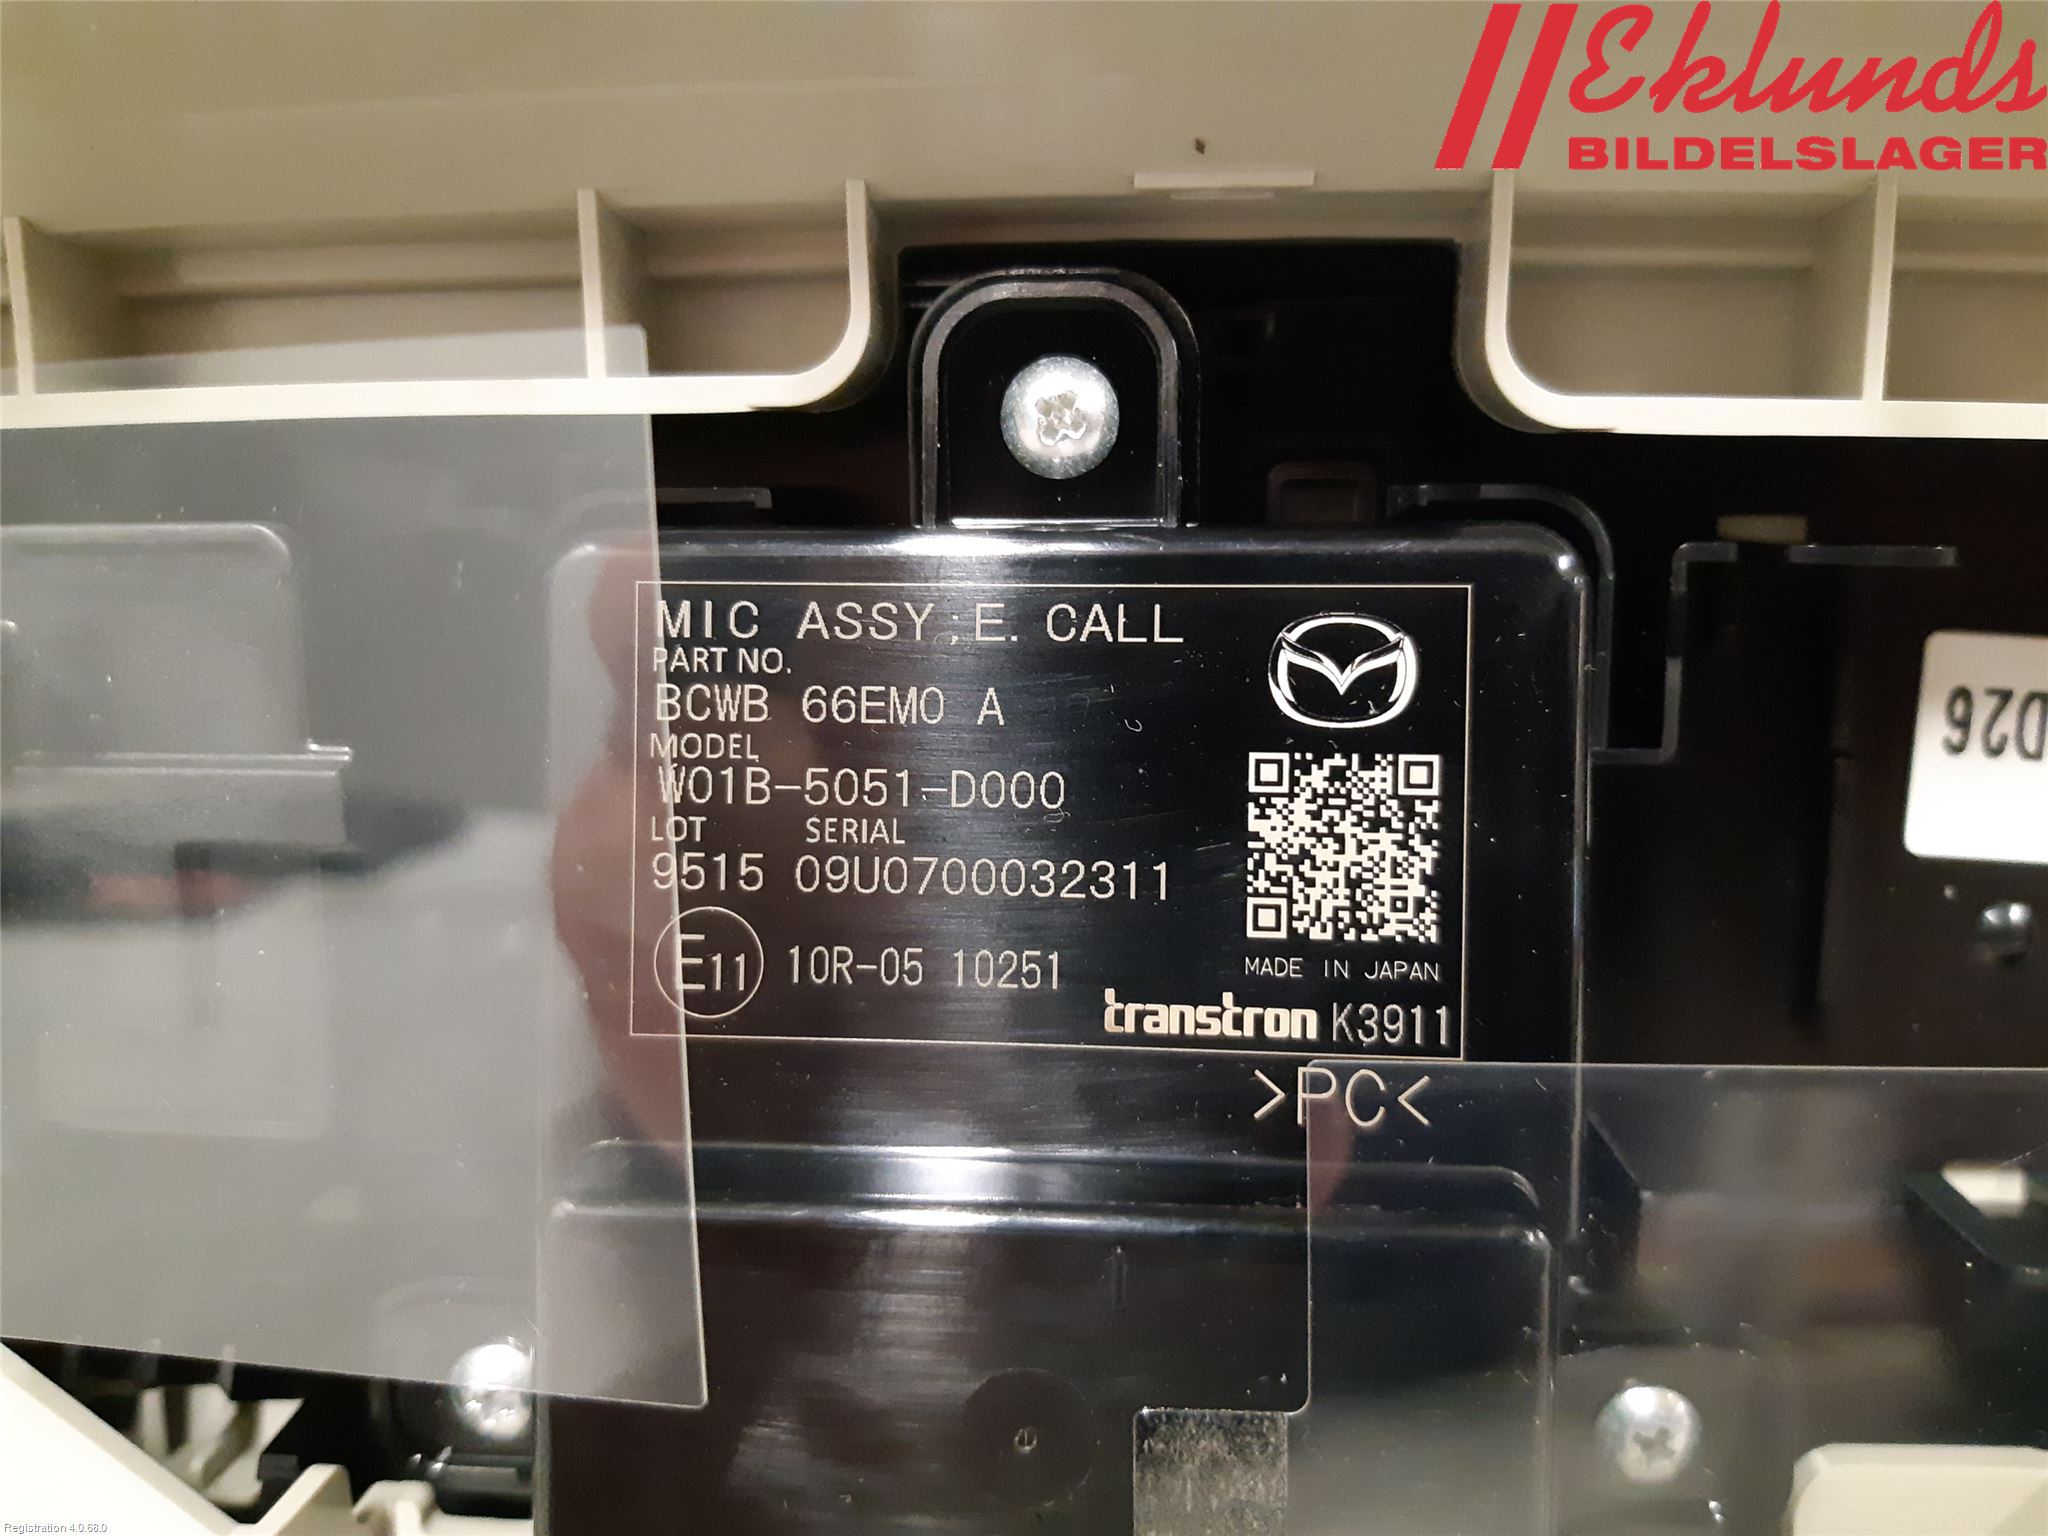 Eklunds
BILDELSLAGER
MIC ASSY, E. CALL
PART NO.
BCWB 66EM0 A
MODEL
W01B-5051-D000
LOT SERIAL
9515 09U0700032311
E11 10R-05 10251
MADE IN JAPAN
transtron K3911
>PC<
D26
Registration 4.0.68.0